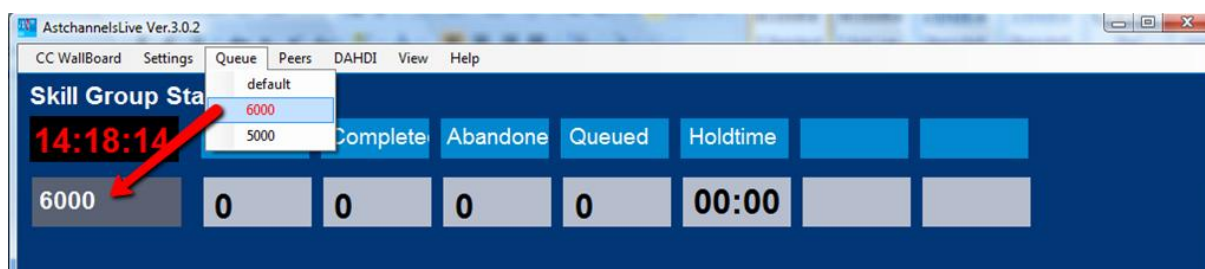 AstchannelsLive Ver.3.0.2
CC WallBoard Settings Queue Peers DAHDI View Help
default
6000
5000
Skill Group Sta
14:18:14 Complete Abandone Queued Holdtime
6000 0 0 0 0 00:00